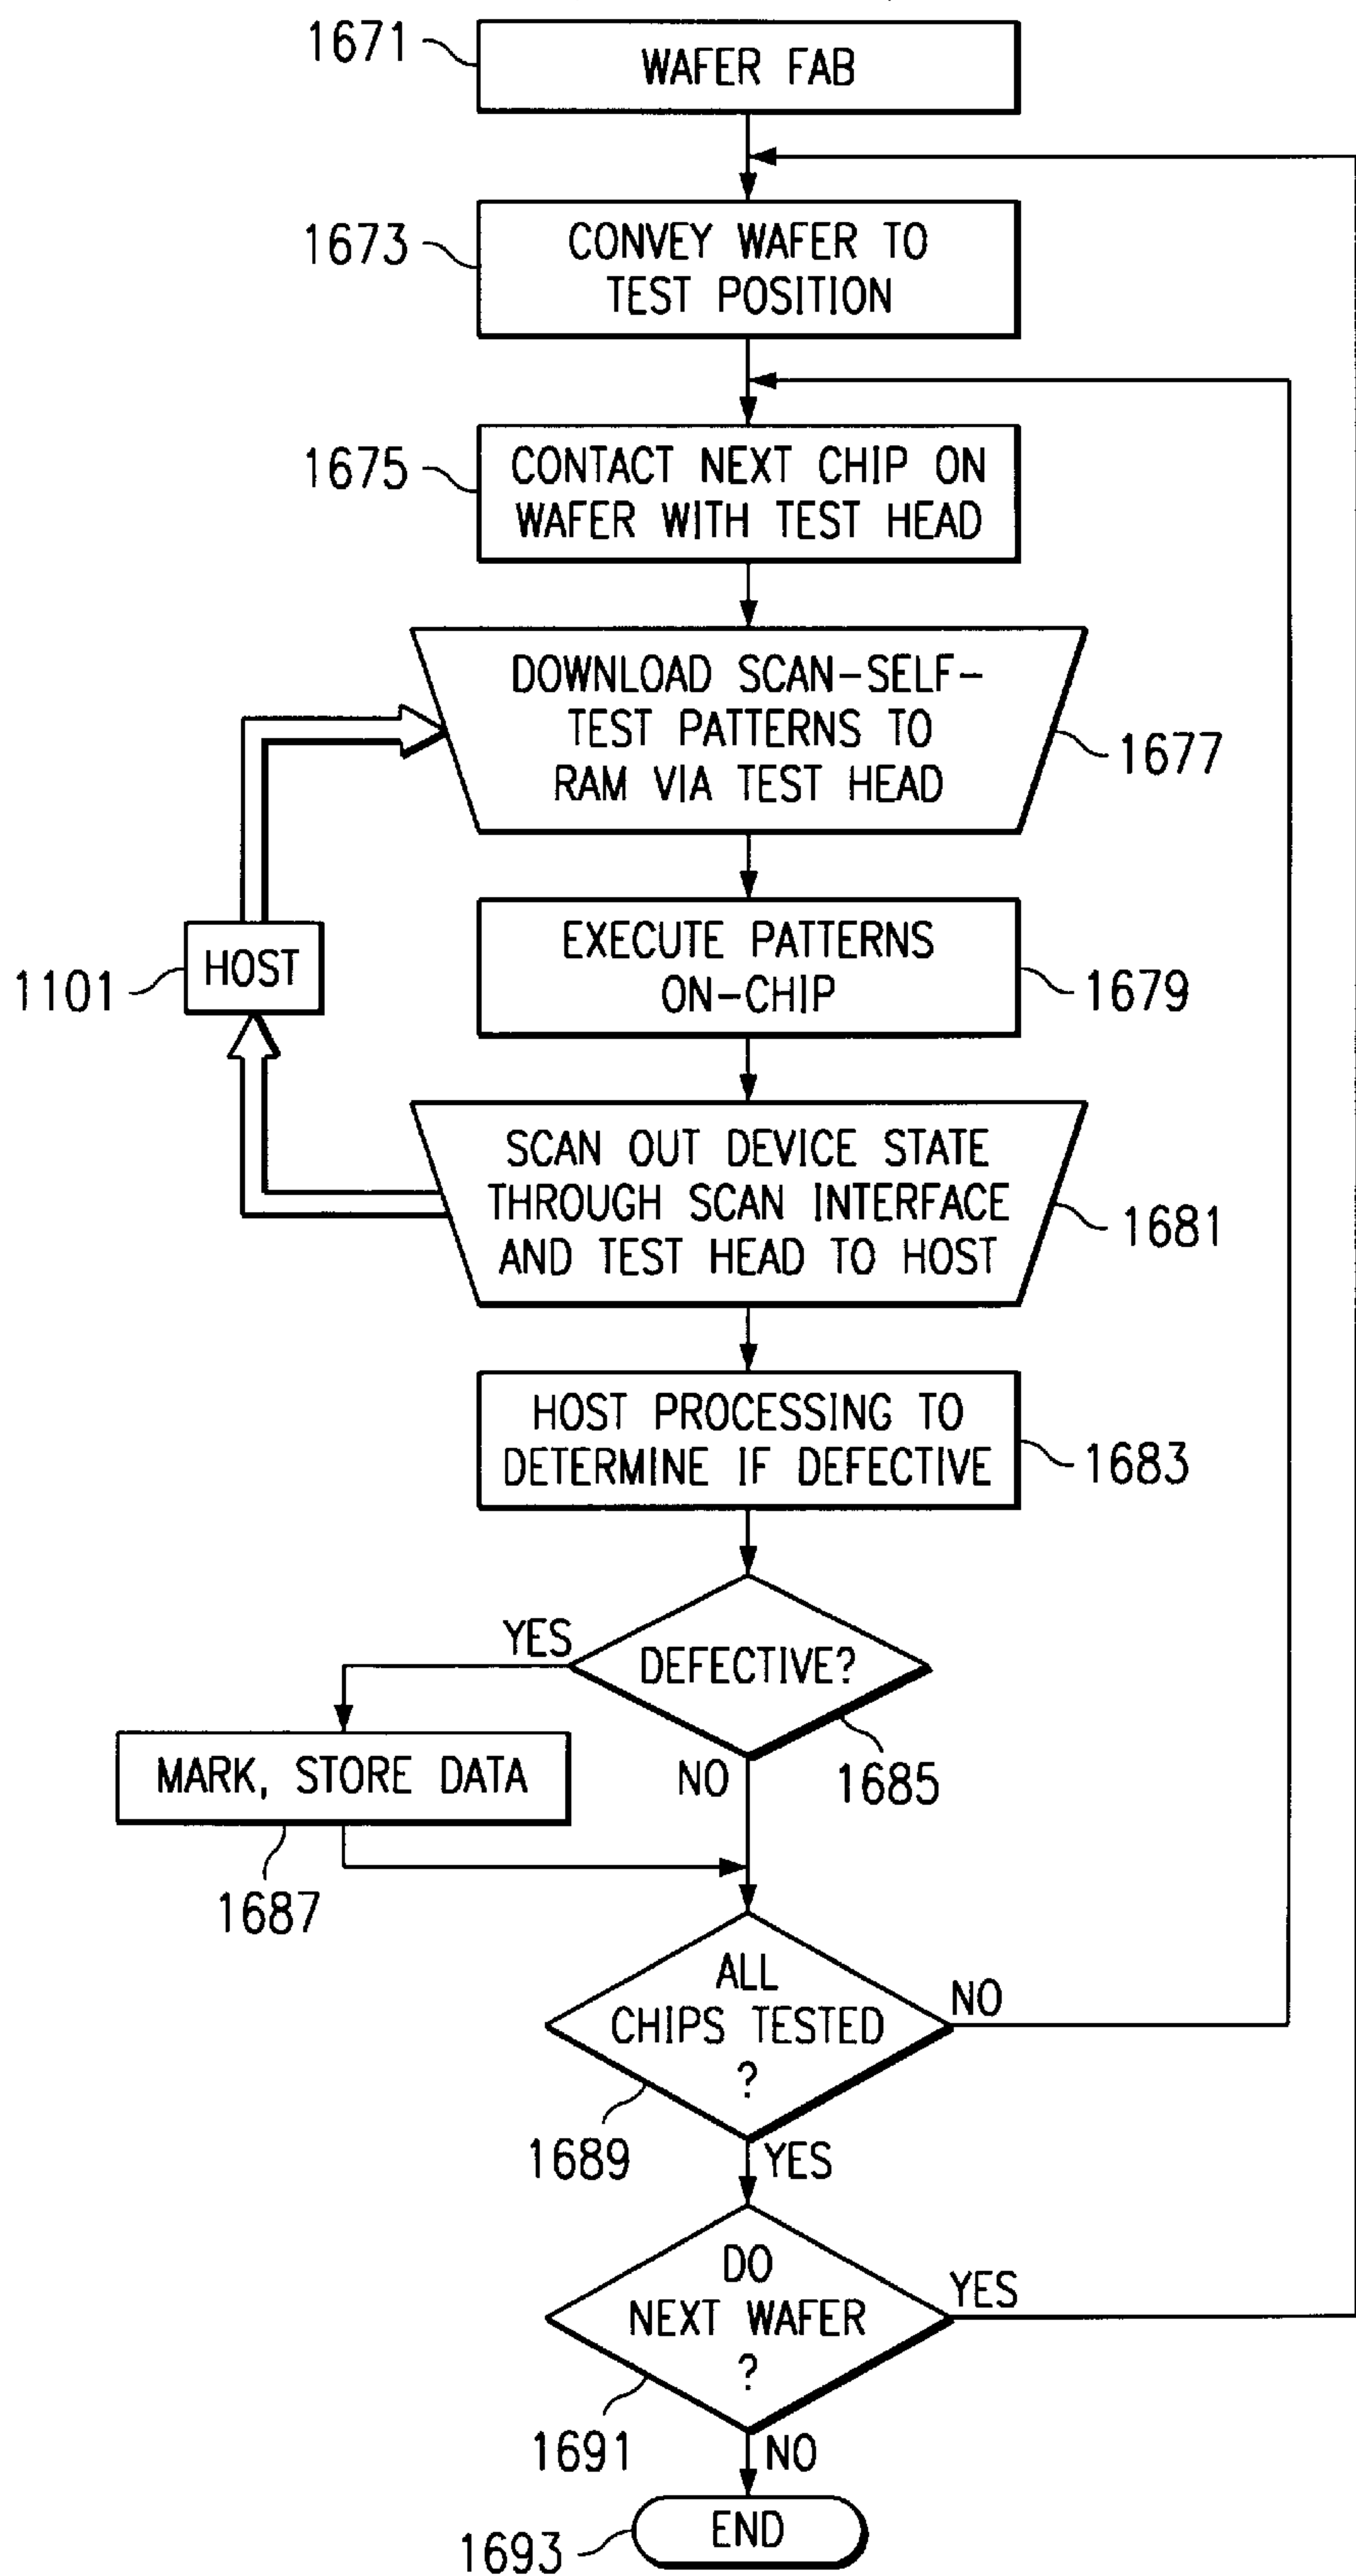 1671
WAFER FAB
1673
CONVEY WAFER TO
TEST POSITION
1675
CONTACT NEXT CHIP ON
WAFER WITH TEST HEAD
DOWNLOAD SCAN-SELF-
TEST PATTERNS TO
RAM VIA TEST HEAD
1677
HOST
1101
EXECUTE PATTERNS
ON-CHIP
1679
SCAN OUT DEVICE STATE
THROUGH SCAN INTERFACE
AND TEST HEAD TO HOST
1681
HOST PROCESSING TO
DETERMINE IF DEFECTIVE
1683
YES
DEFECTIVE?
NO
1685
MARK, STORE DATA
1687
ALL
CHIPS TESTED
?
NO
1689
YES
DO
NEXT WAFER
?
YES
1691
NO
END
1693